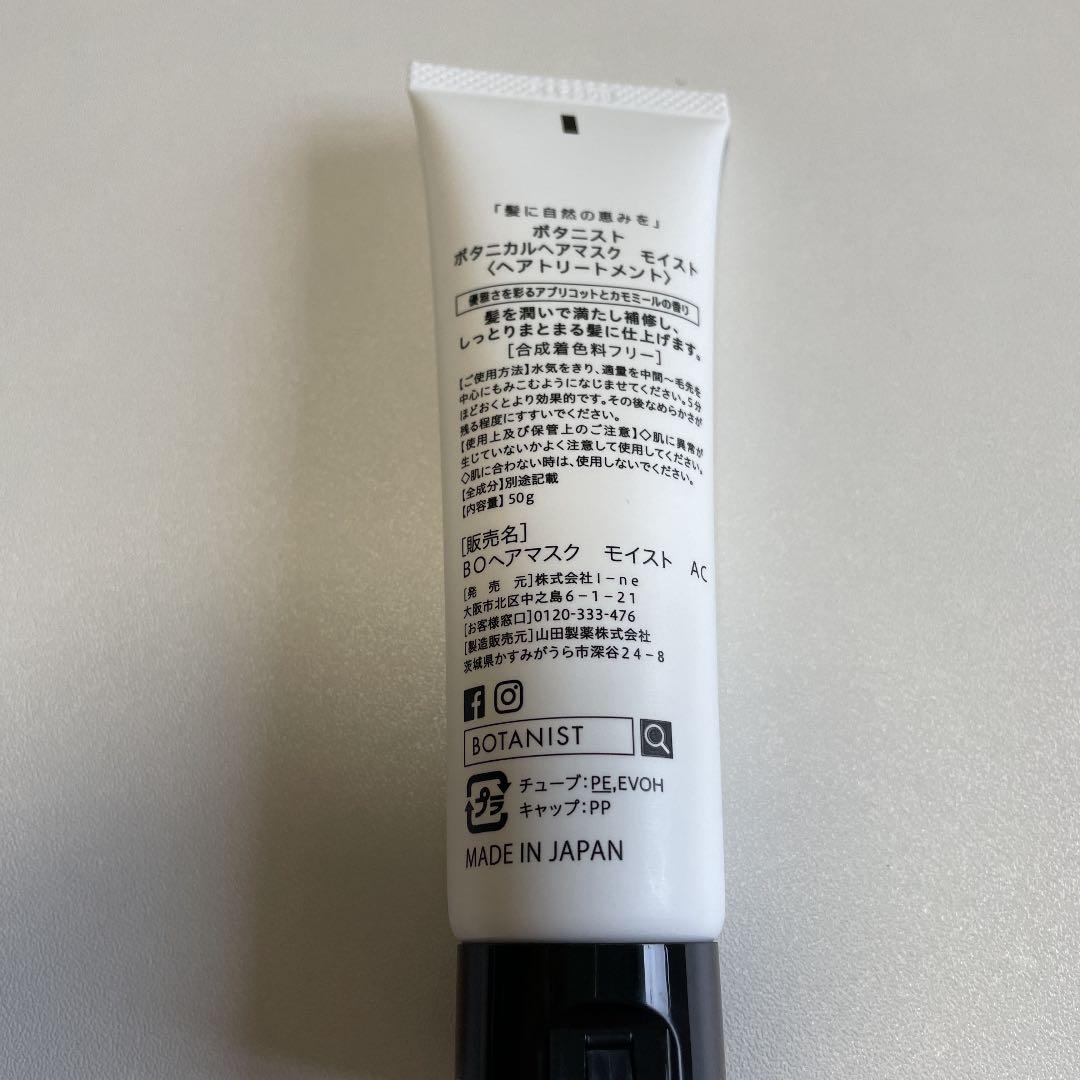 「髪に自然の恵みを」
ボタニスト
ボタニカルヘアマスク　モイスト
〈ヘアトリートメント〉
優雅さを彩るアプリコットとカモミールの香り
髪を潤いで満たし補修し、
しっとりまとまる髪に仕上げます。
[合成着色料フリー]
【ご使用方法】水気をきり、適量を中間～毛先を
中心にもみこむようになじませてください。5分
ほどおくとより効果的です。その後なめらかさが
残る程度にすすいでください。
【使用上及び保管上のご注意】◇肌に異常が
生じていないかよく注意して使用してください。
◇肌に合わない時は、使用しないでください。
【全成分】別途記載
【内容量】50g
[販売名]
BOヘアマスク　モイスト　AC
[発　売　元]株式会社I-ne
大阪市北区中之島6-1-21
[お客様窓口]0120-333-476
[製造販売元]山田製薬株式会社
茨城県かすみがうら市深谷24-8
BOTANIST
プラ
チューブ:PE,EVOH
キャップ:PP
MADE IN JAPAN